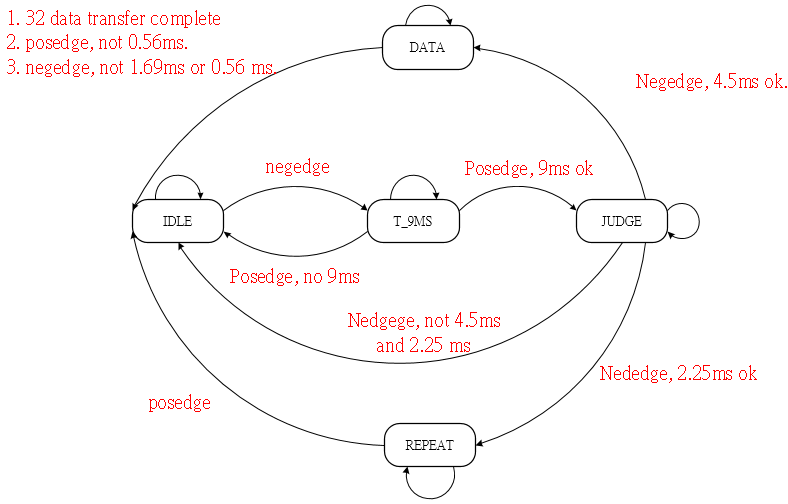 1. 32 data transfer complete
2. posedge, not 0.56ms.
3. negedge, not 1.69ms or 0.56 ms.
DATA
Negedge, 4.5ms ok.
negedge
Posedge, 9ms ok
IDLE
T_9MS
JUDGE
Posedge, no 9ms
Nedgege, not 4.5ms
and 2.25 ms
Nededge, 2.25ms ok
posedge
REPEAT